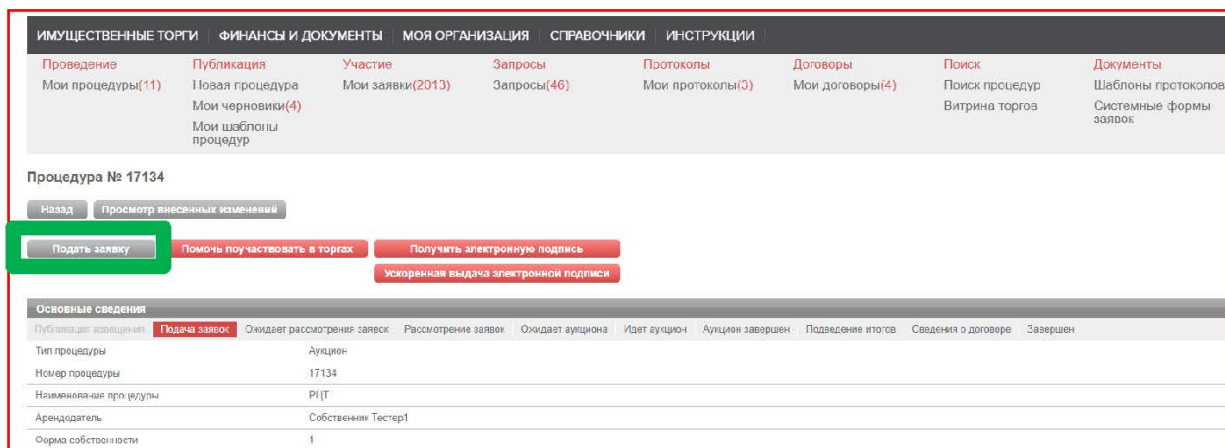 ИМУЩЕСТВЕННЫЕ ТОРГИ ФИНАНСЫ И ДОКУМЕНТЫ МОЯ ОРГАНИЗАЦИЯ СПРАВОЧНИКИ ИНСТРУКЦИИ
Проведение Публикация Участие Запросы Протоколы Договоры Поиск Документы
Мои процедуры(11) Новая процедура Мои заявки(2013) Запросы(46) Мои протоколы(3) Мои договоры(4) Поиск процедур Шаблоны протоколов
Мои черновики(4) Витрина торгов Системные формы
Мои шаблоны заявок
процедур
Процедура № 17134
Назад Просмотр внесенных изменений
Подать заявку Помочь поучаствовать в торгах Получить электронную подпись
Ускоренная выдача электронной подписи
Основные сведения
Публикация извещения Подача заявок Ожидает рассмотрения заявок Рассмотрение заявок Ожидает аукциона Идет аукцион Аукцион завершен Подведение итогов Сведения о договоре Завершен
Тип процедуры Аукцион
Номер процедуры 17134
Наименование процедуры РЦТ
Арендодатель Собственник Тестер1
Форма собственности 1